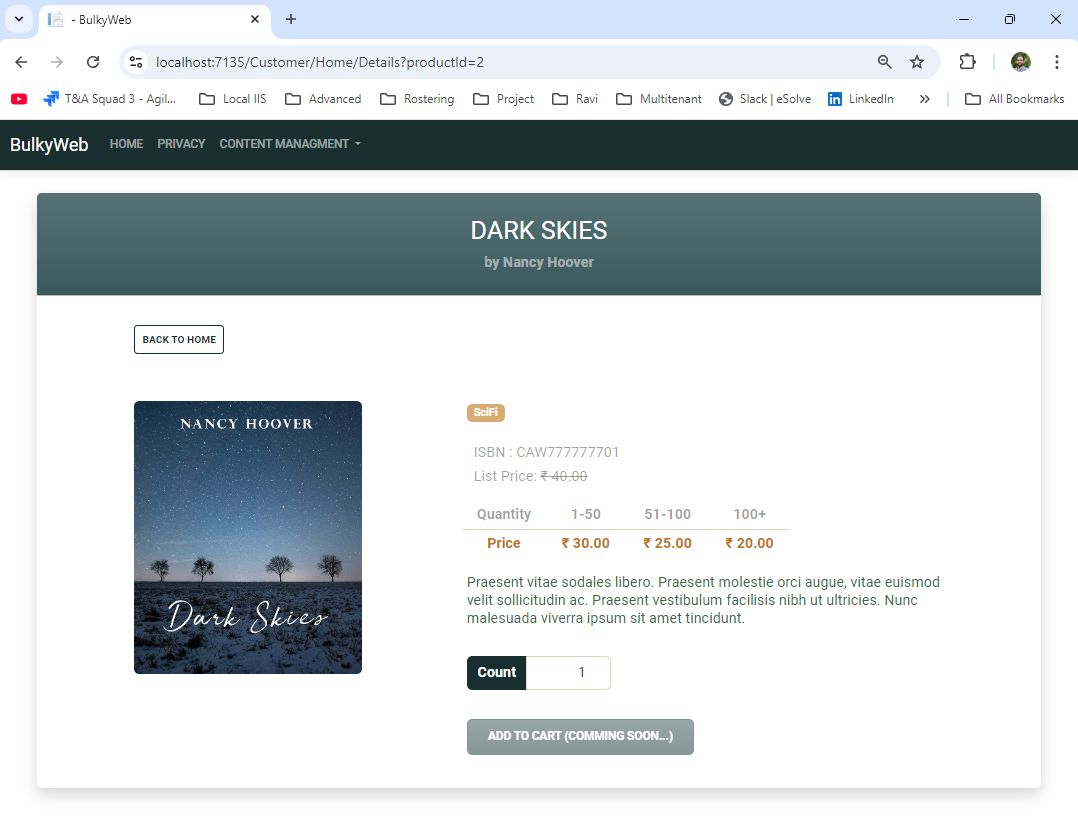 - BulkyWeb
localhost:7135/Customer/Home/Details?productId=2
T&A Squad 3 - Agil... Local IIS Advanced Rostering Project Ravi Multitenant Slack | eSolve LinkedIn » All Bookmarks
BulkyWeb HOME PRIVACY CONTENT MANAGMENT
DARK SKIES
by Nancy Hoover
BACK TO HOME
NANCY HOOVER
Dark Skies
SciFi
ISBN : CAW777777701
List Price: ₹ 40.00
Quantity 1-50 51-100 100+
Price ₹ 30.00 ₹ 25.00 ₹ 20.00
Praesent vitae sodales libero. Praesent molestie orci augue, vitae euismod
velit sollicitudin ac. Praesent vestibulum facilisis nibh ut ultricies. Nunc
malesuada viverra ipsum sit amet tincidunt.
Count 1
ADD TO CART (COMMING SOON...)